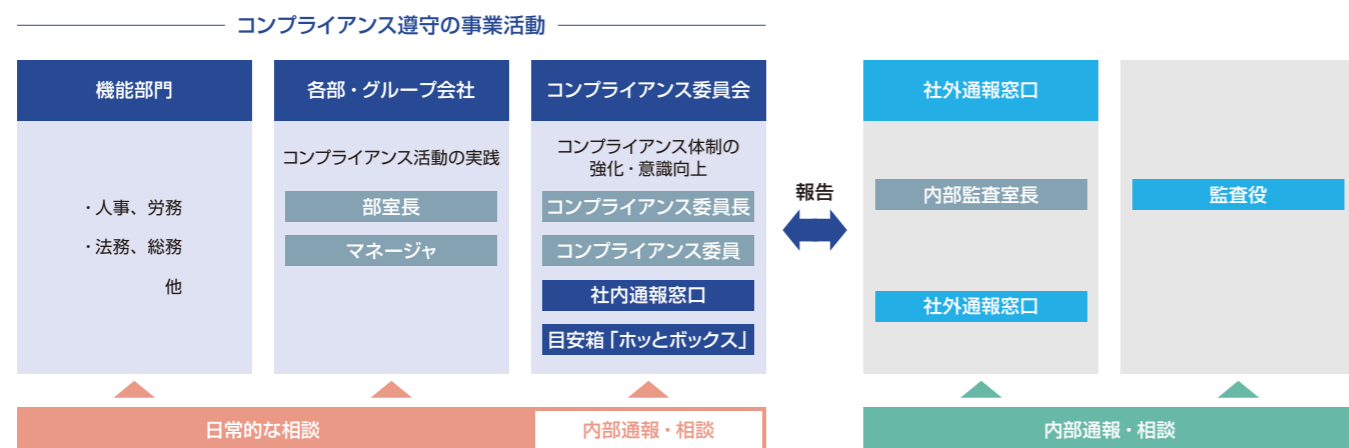 コンプライアンス遵守の事業活動
機能部門
・人事、労務
・法務、総務
他
各部・グループ会社
コンプライアンス活動の実践
部室長
マネージャ
コンプライアンス委員会
コンプライアンス体制の
強化・意識向上
コンプライアンス委員長
コンプライアンス委員
社内通報窓口
目安箱「ホッとボックス」
報告
社外通報窓口
内部監査室長
社外通報窓口
監査役
日常的な相談
内部通報・相談
内部通報・相談